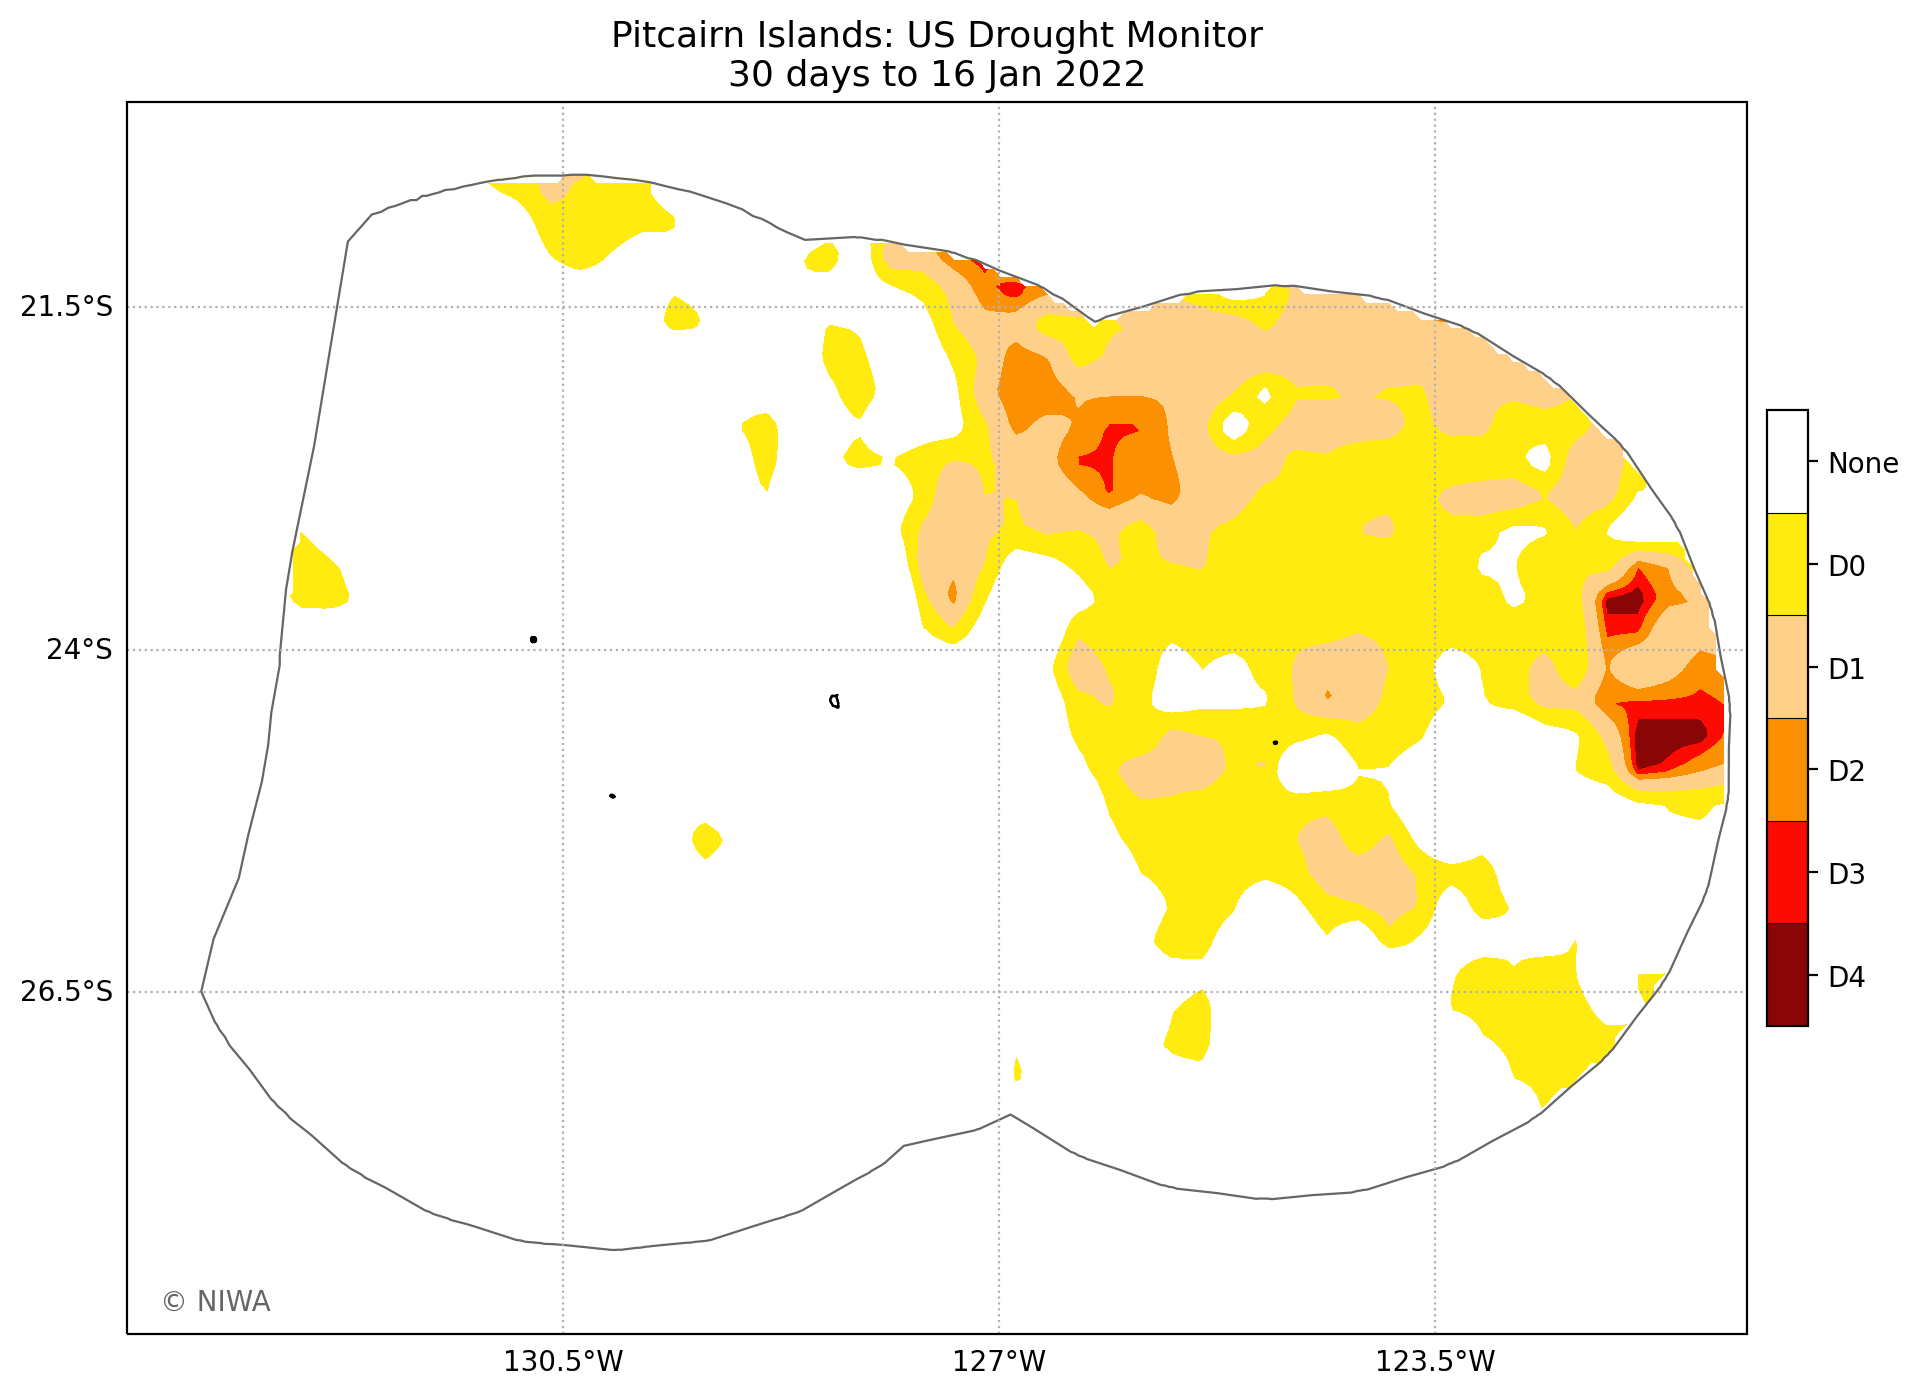 Pitcairn Islands: US Drought Monitor
30 days to 16 Jan 2022
21.5°S
24°S
26.5°S
130.5°W
127°W
123.5°W
None
D0
D1
D2
D3
D4
© NIWA